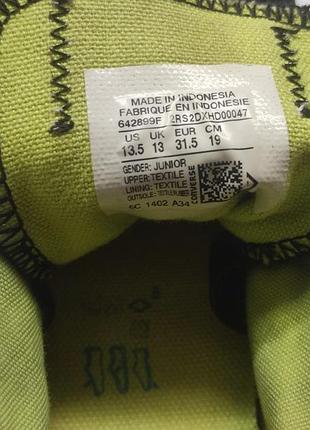 MADE IN INDONESIA
FABRIQUE EN INDONESIE
642899F 2RS2DXHD00047
US UK EUR CM
13.5 13 31.5 19
GENDER: JUNIOR
UPPER:TEXTILE
LINING: TEXTILE
OUTSOLE: TEXTILE/RUBBER
CONVERSE
SC 1402 A34